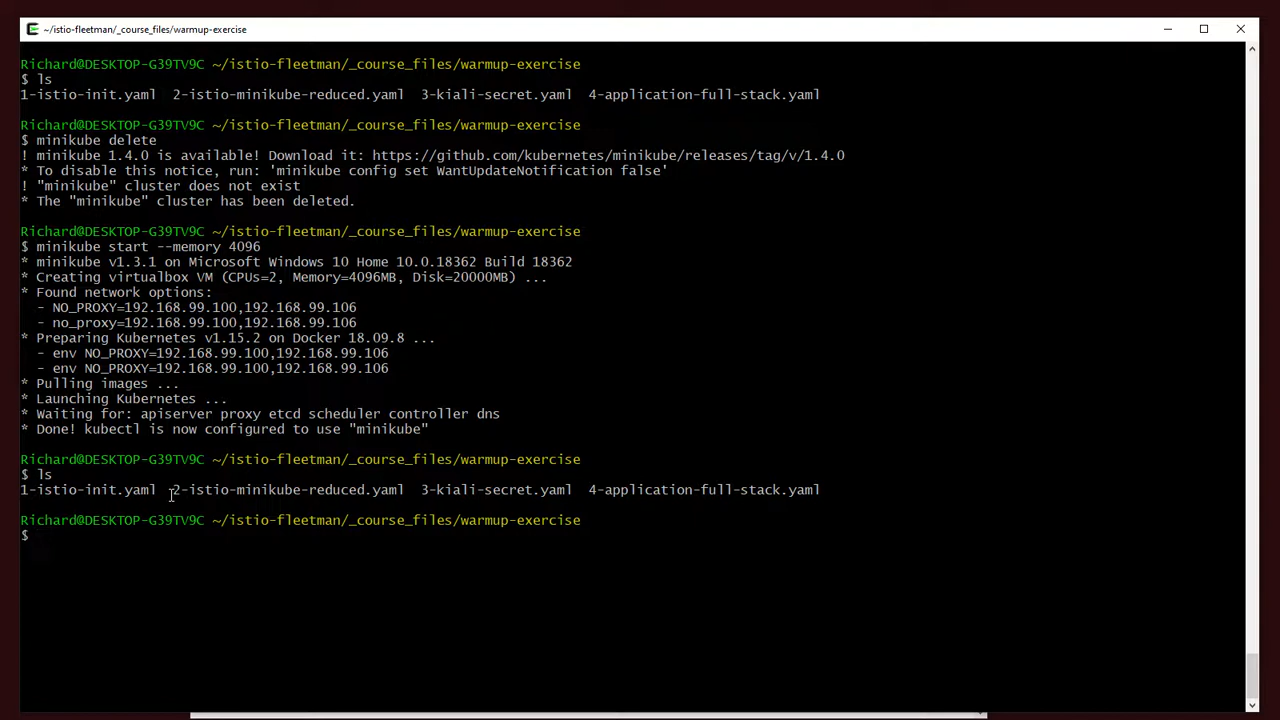 ~/istio-fleetman/_course_files/warmup-exercise
Richard@DESKTOP-G39TV9C ~/istio-fleetman/_course_files/warmup-exercise
$ ls
1-istio-init.yaml  2-istio-minikube-reduced.yaml  3-kiali-secret.yaml  4-application-full-stack.yaml
Richard@DESKTOP-G39TV9C ~/istio-fleetman/_course_files/warmup-exercise
$ minikube delete
! minikube 1.4.0 is available! Download it: https://github.com/kubernetes/minikube/releases/tag/v/1.4.0
* To disable this notice, run: 'minikube config set WantUpdateNotification false'
! "minikube" cluster does not exist
* The "minikube" cluster has been deleted.
Richard@DESKTOP-G39TV9C ~/istio-fleetman/_course_files/warmup-exercise
$ minikube start --memory 4096
* minikube v1.3.1 on Microsoft Windows 10 Home 10.0.18362 Build 18362
* Creating virtualbox VM (CPUs=2, Memory=4096MB, Disk=20000MB) ...
* Found network options:
  - NO_PROXY=192.168.99.100,192.168.99.106
  - no_proxy=192.168.99.100,192.168.99.106
* Preparing Kubernetes v1.15.2 on Docker 18.09.8 ...
  - env NO_PROXY=192.168.99.100,192.168.99.106
  - env NO_PROXY=192.168.99.100,192.168.99.106
* Pulling images ...
* Launching Kubernetes ...
* Waiting for: apiserver proxy etcd scheduler controller dns
* Done! kubectl is now configured to use "minikube"
Richard@DESKTOP-G39TV9C ~/istio-fleetman/_course_files/warmup-exercise
$ ls
1-istio-init.yaml  2-istio-minikube-reduced.yaml  3-kiali-secret.yaml  4-application-full-stack.yaml
Richard@DESKTOP-G39TV9C ~/istio-fleetman/_course_files/warmup-exercise
$